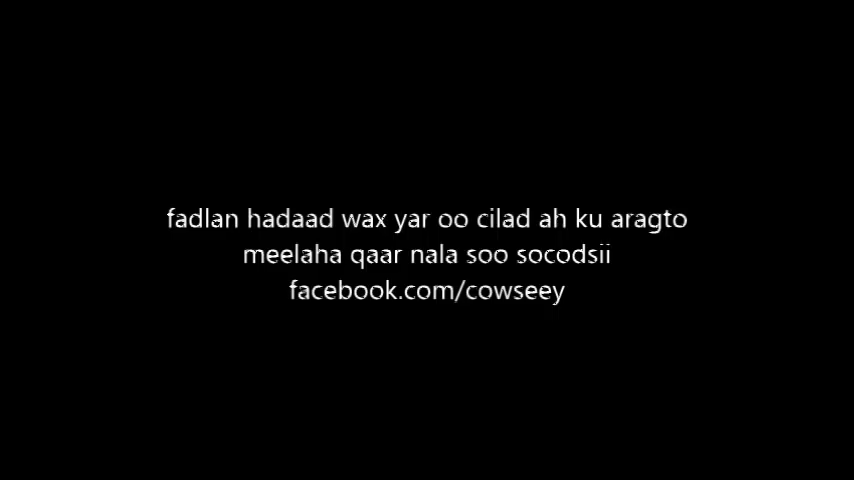 fadlan hadaad wax yar oo cilad ah ku aragto
meelaha qaar nala soo socodsii
facebook.com/cowseey